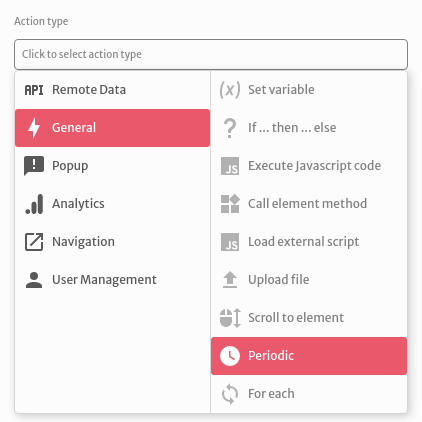 Action type
Click to select action type
API Remote Data
General
Popup
Analytics
Navigation
User Management
(x) Set variable
? If ... then ... else
JS Execute Javascript code
Call element method
JS Load external script
Upload file
Scroll to element
Periodic
For each